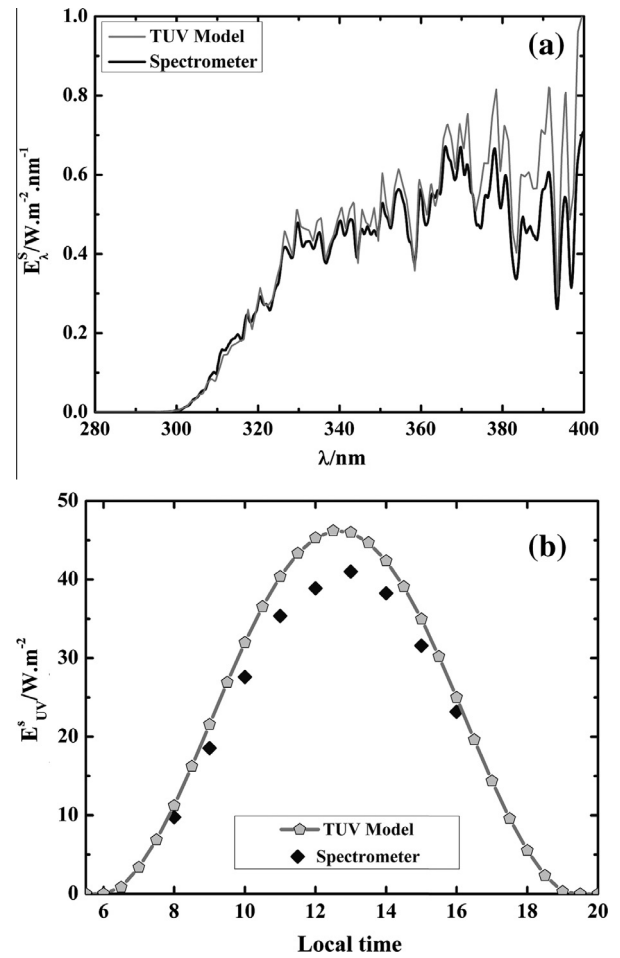 TUV Model
Spectrometer
(a)
1.0
0.8
0.6
0.4
0.2
0.0
E_λ^S/W.m⁻².nm⁻¹
280 300 320 340 360 380 400
λ/nm
50
40
30
20
10
0
(b)
E_UV^s/W.m⁻²
TUV Model
Spectrometer
6 8 10 12 14 16 18 20
Local time